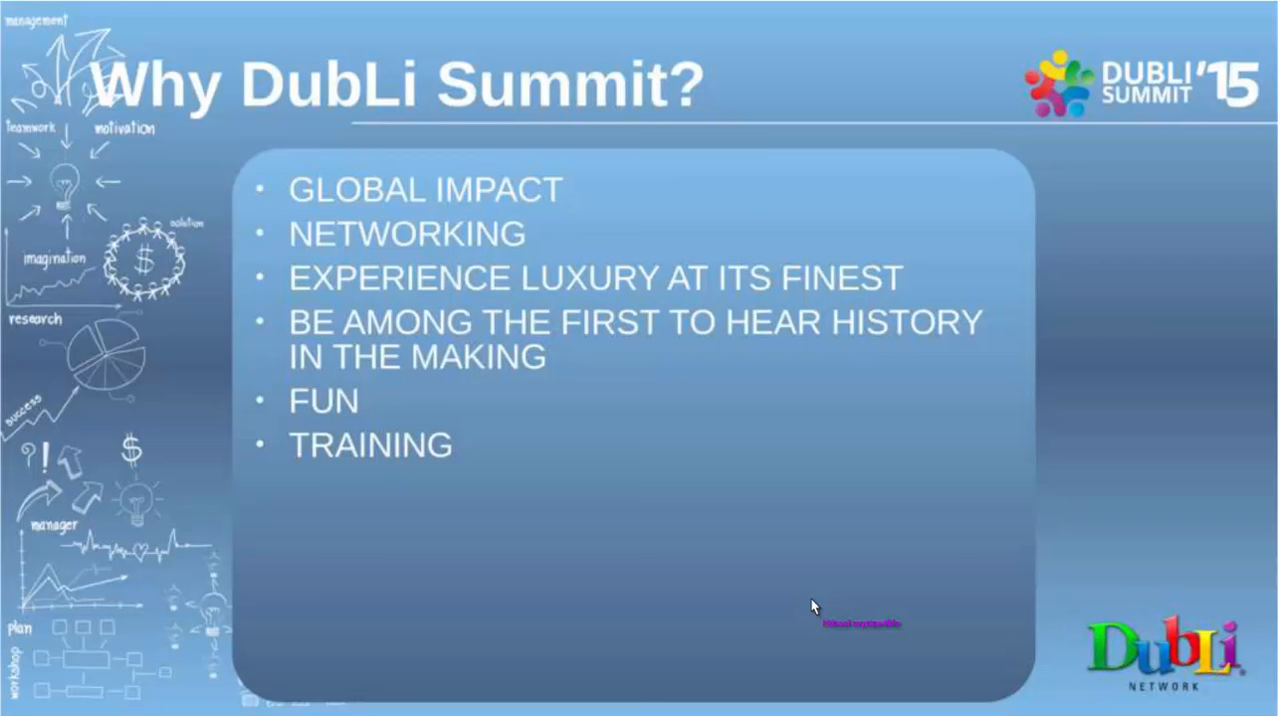 management
Why DubLi Summit?
DUBLI '15
SUMMIT
teamwork
motivation
• GLOBAL IMPACT
• NETWORKING
• EXPERIENCE LUXURY AT ITS FINEST
• BE AMONG THE FIRST TO HEAR HISTORY
IN THE MAKING
• FUN
• TRAINING
solution
$
imagination
research
success
?!
$
manager
plan
workshop
DubLi
NETWORK